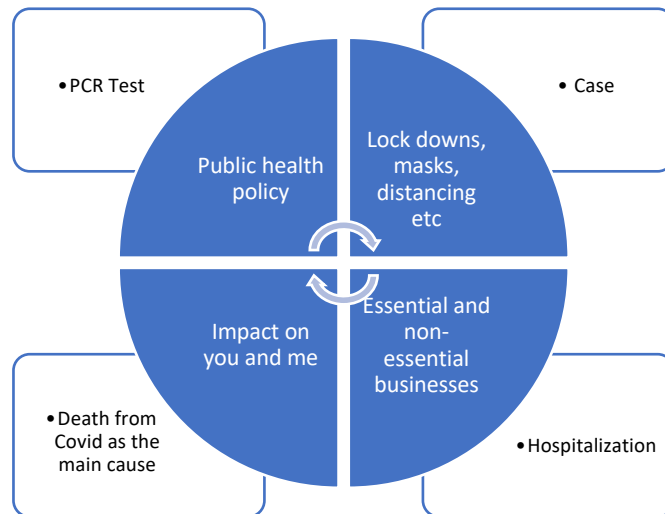 •PCR Test
• Case
Public health
policy
Lock downs,
masks,
distancing
etc
Impact on
you and me
Essential and
non-
essential
businesses
•Death from
Covid as the
main cause
•Hospitalization